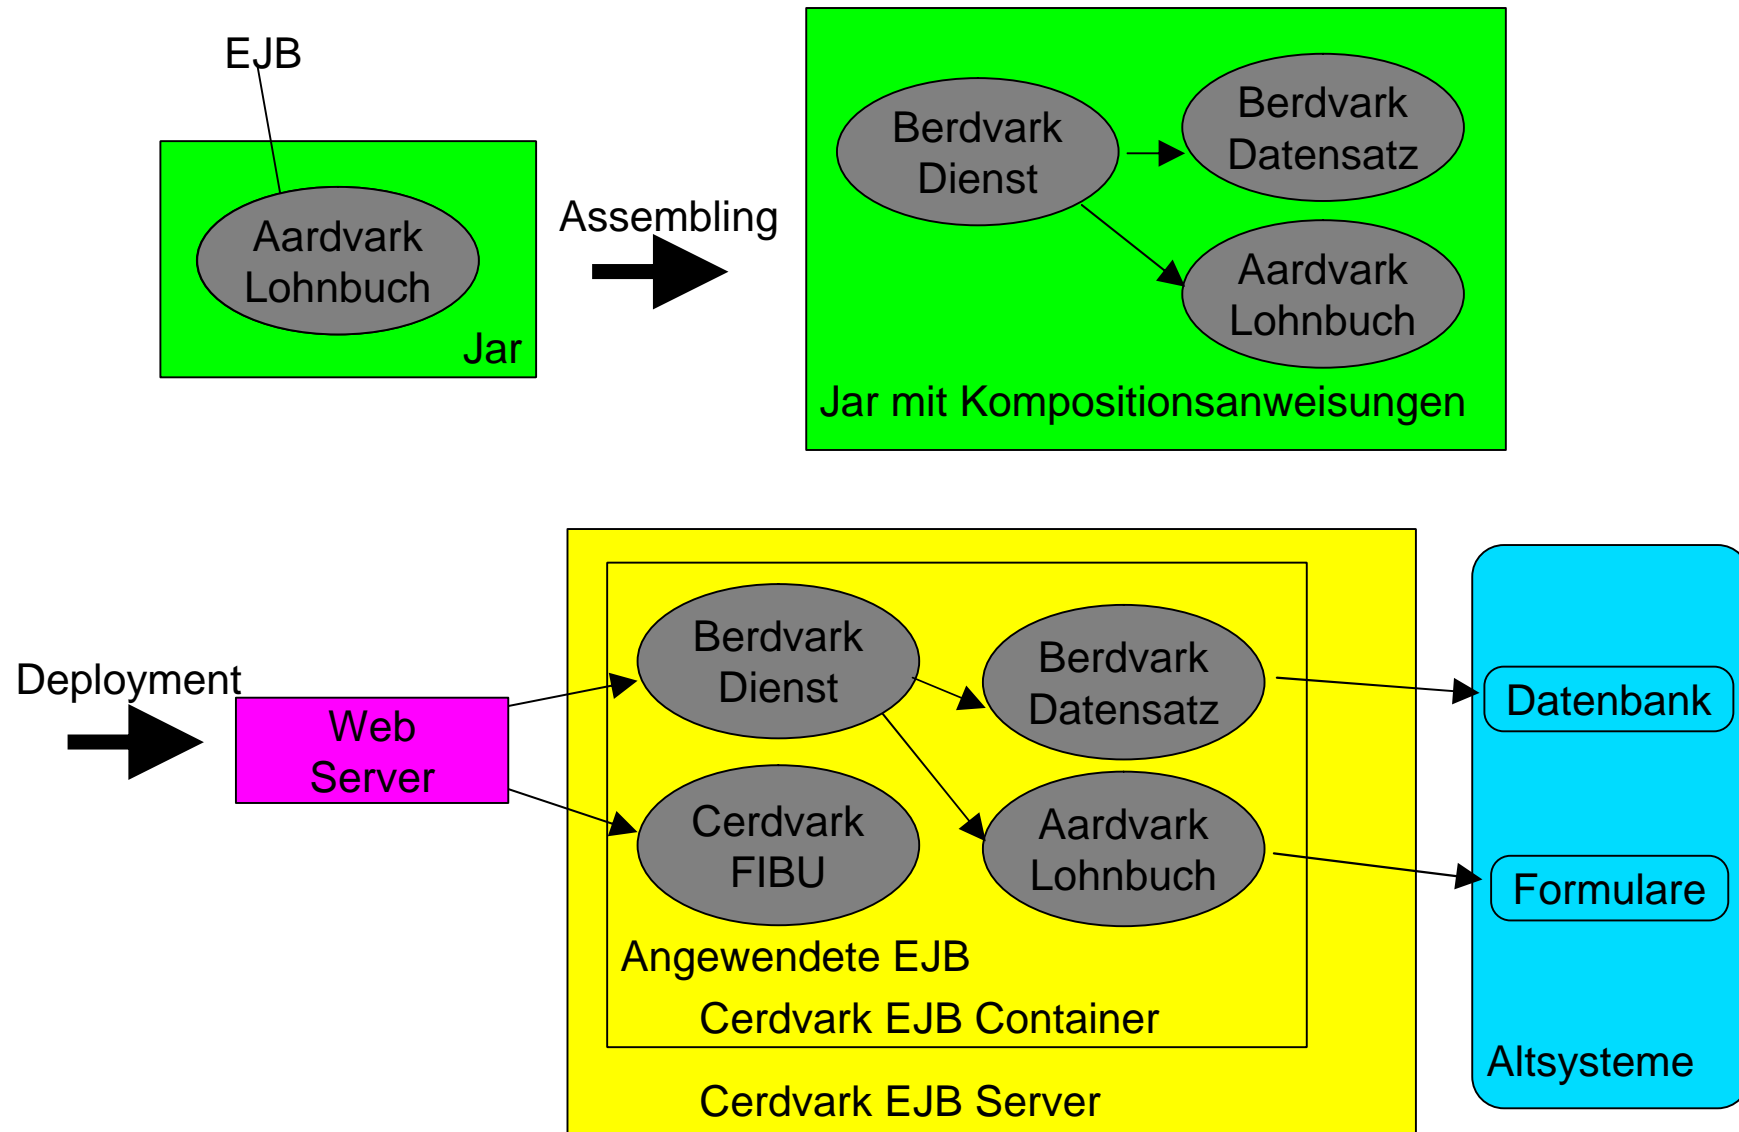 EJB
Aardvark
Lohnbuch
Jar
Assembling
Berdvark
Dienst
Berdvark
Datensatz
Aardvark
Lohnbuch
Jar mit Kompositionsanweisungen
Deployment
Web
Server
Berdvark
Dienst
Berdvark
Datensatz
Cerdvark
FIBU
Aardvark
Lohnbuch
Angewendete EJB
Cerdvark EJB Container
Cerdvark EJB Server
Datenbank
Formulare
Altsysteme